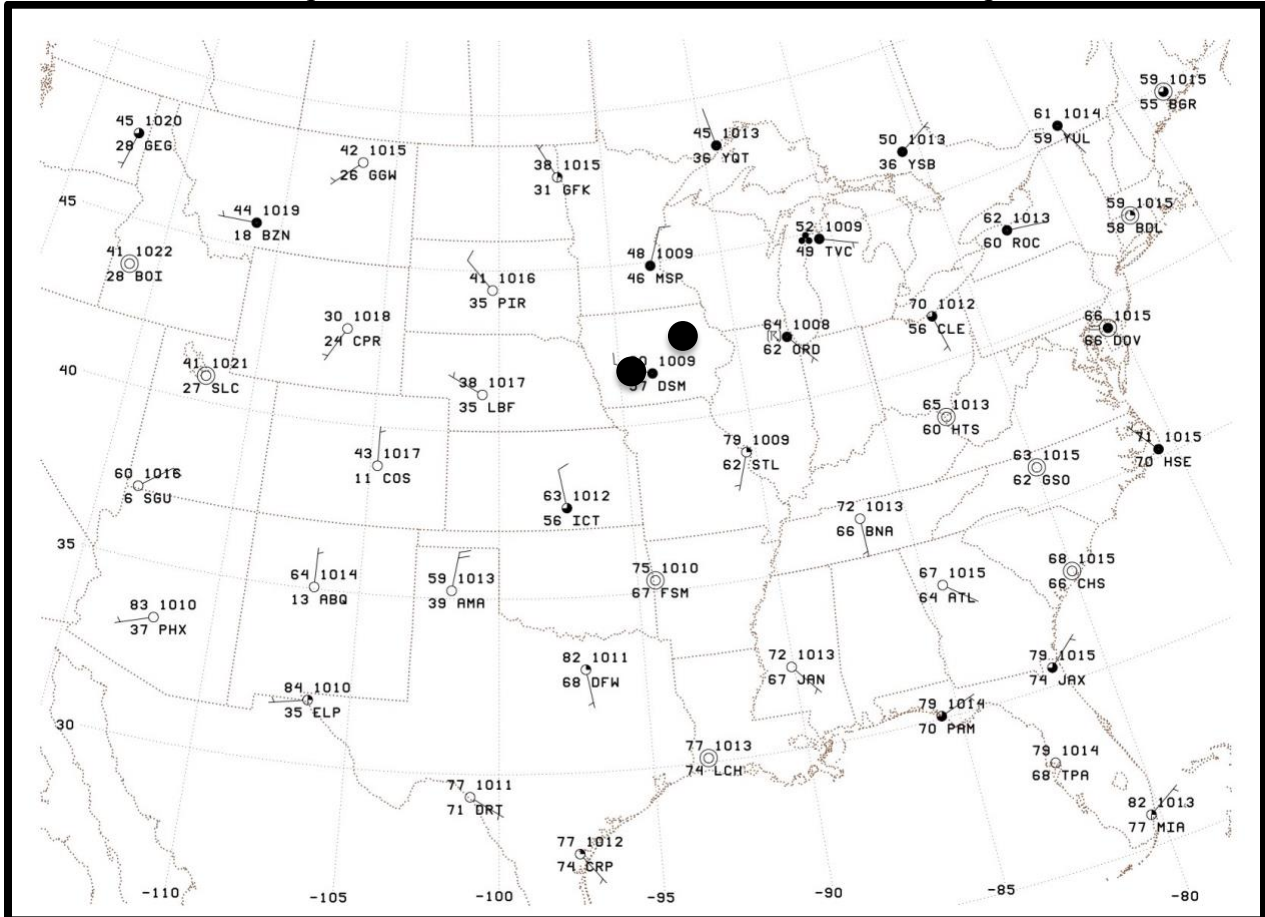 59 1015
55 BGR
45 1020
28 GEG
61 1014
59 YUL
45 1013
36 YQT
50 1013
36 YSB
42 1015
26 GGW
38 1015
31 GFK
45
44 1019
18 BZN
59 1015
58 BDL
62 1013
60 ROC
52 1009
49 TVC
41 1022
28 BOI
48 1009
46 MSP
41 1016
35 PIR
70 1012
56 CLE
66 1015
66 DOV
30 1018
24 CPR
64 1008
62 ORD
40
41 1021
27 SLC
1009
DSM
38 1017
35 LBF
65 1013
60 HTS
79 1009
62 STL
71 1015
70 HSE
43 1017
11 COS
63 1015
62 GSO
60 1016
6 SGU
63 1012
56 ICT
72 1013
66 BNA
35
75 1010
67 FSM
68 1015
66 CHS
64 1014
13 ABQ
59 1013
39 AMA
67 1015
64 ATL
83 1010
37 PHX
82 1011
68 DFW
72 1013
67 JAN
79 1015
74 JAX
84 1010
35 ELP
79 1014
70 PAM
30
77 1013
74 LCH
79 1014
68 TPA
77 1011
71 DRT
82 1013
77 MIA
77 1012
74 CRP
-110 -105 -100 -95 -90 -85 -80